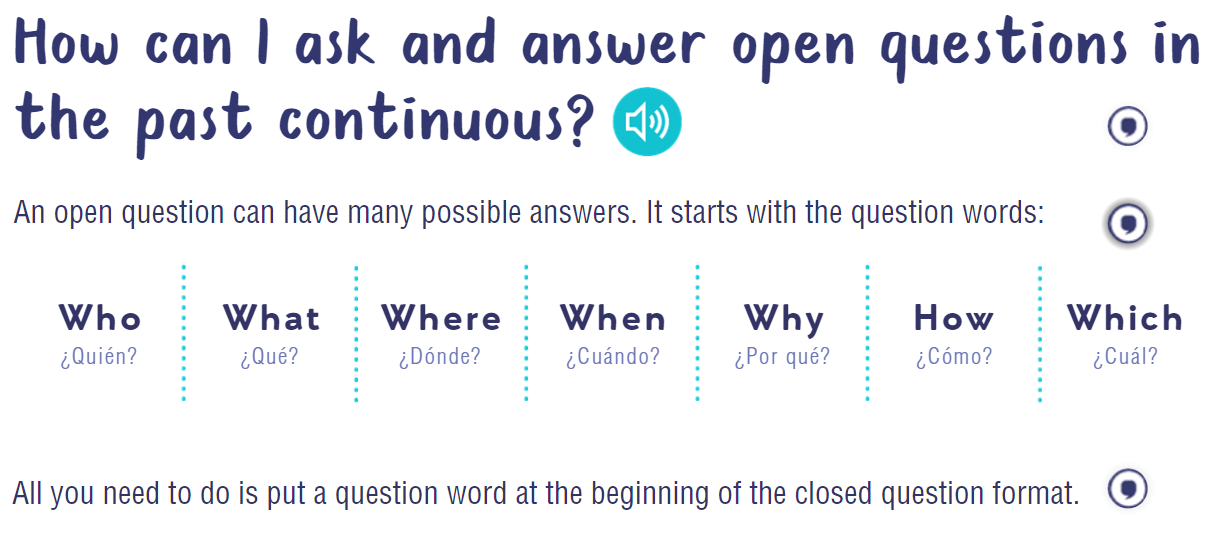 How can I ask and answer open questions in
the past continuous?
An open question can have many possible answers. It starts with the question words:
Who What Where When Why How Which
¿Quién? ¿Qué? ¿Dónde? ¿Cuándo? ¿Por qué? ¿Cómo? ¿Cuál?
All you need to do is put a question word at the beginning of the closed question format.